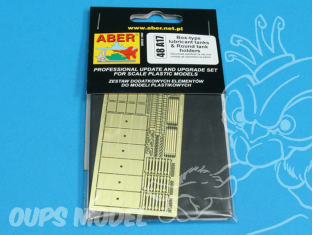 www.aber.net.pl
ABER
48 A17
Box-type
lubricant tanks
& Round tank
holders
PROFESSIONAL UPDATE AND UPGRADE SET
FOR SCALE PLASTIC MODELS
ZESTAW DODATKOWYCH ELEMENTÓW
DO MODELI PLASTIKOWYCH
OUPS MODEL